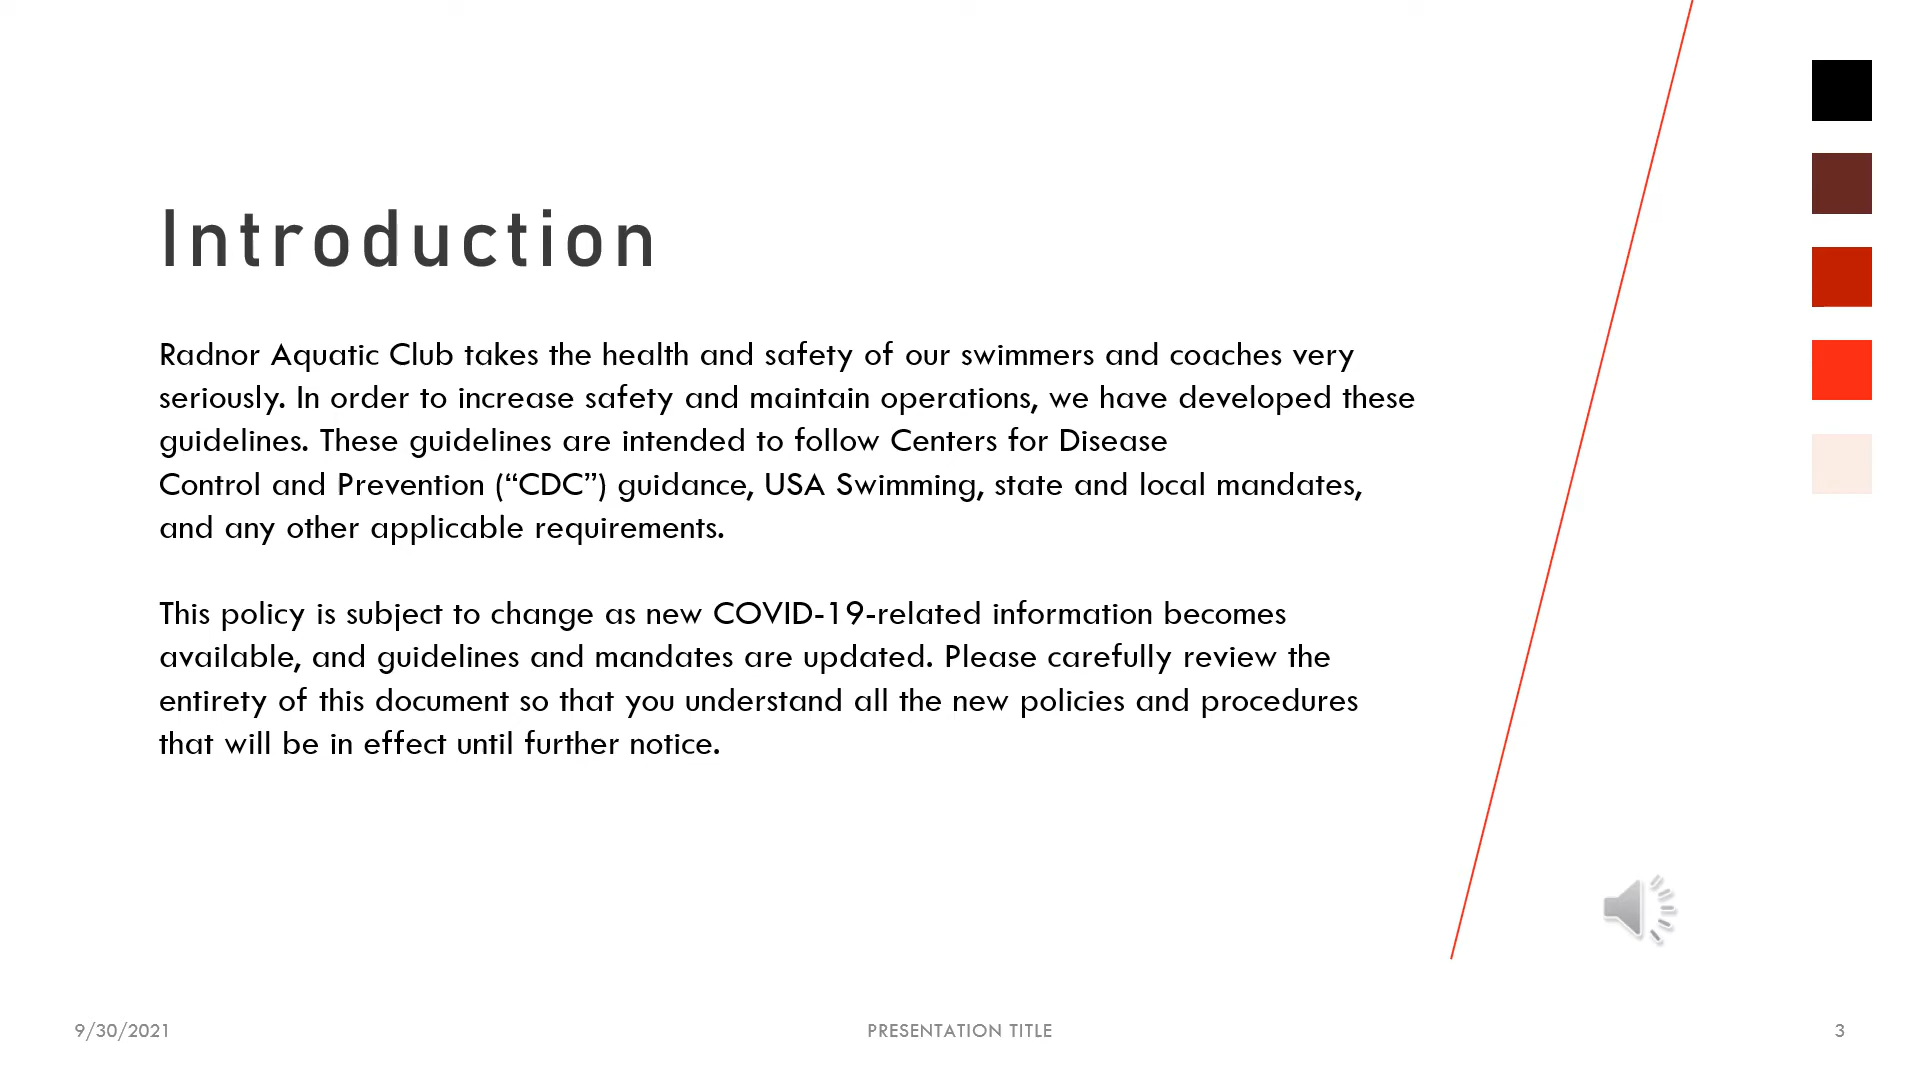 Introduction
Radnor Aquatic Club takes the health and safety of our swimmers and coaches very
seriously. In order to increase safety and maintain operations, we have developed these
guidelines. These guidelines are intended to follow Centers for Disease
Control and Prevention (“CDC”) guidance, USA Swimming, state and local mandates,
and any other applicable requirements.
This policy is subject to change as new COVID-19-related information becomes
available, and guidelines and mandates are updated. Please carefully review the
entirety of this document so that you understand all the new policies and procedures
that will be in effect until further notice.
9/30/2021
PRESENTATION TITLE
3